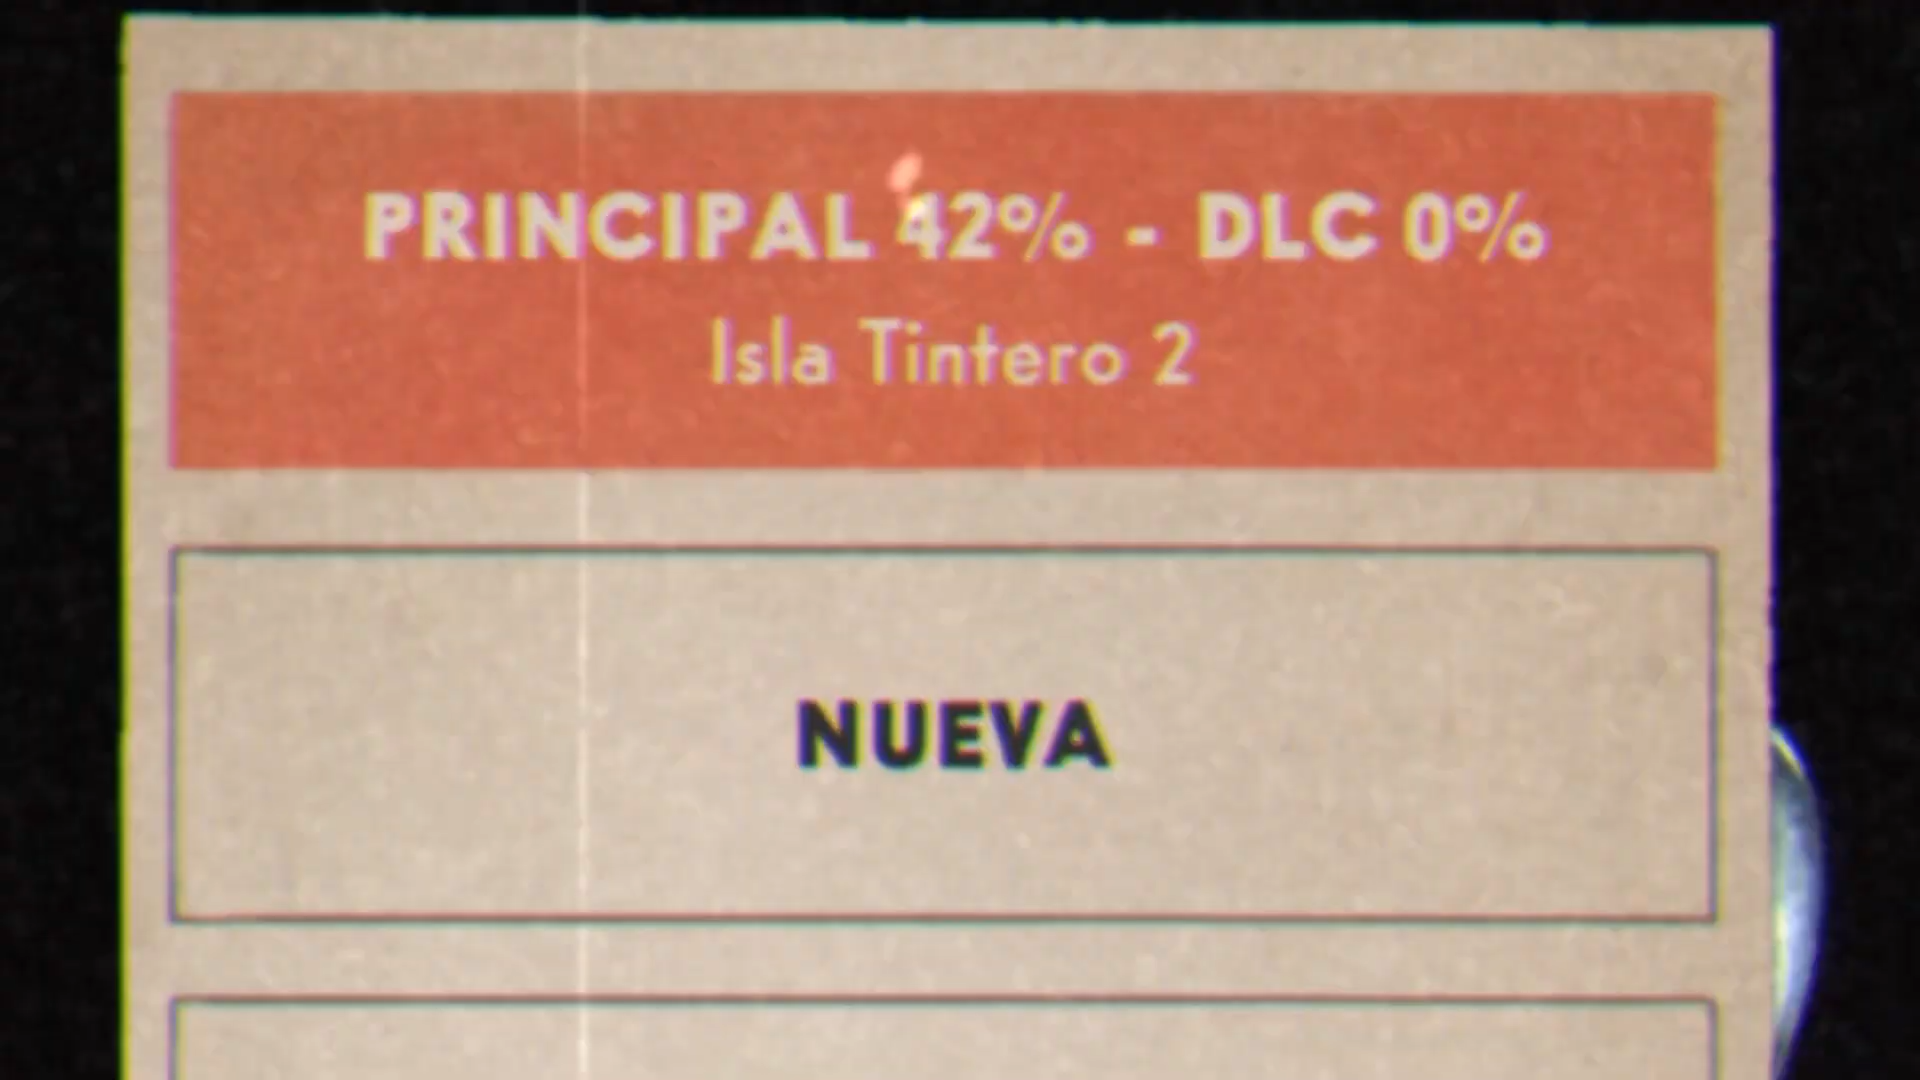 PRINCIPAL 42% - DLC 0%
Isla Tintero 2
NUEVA